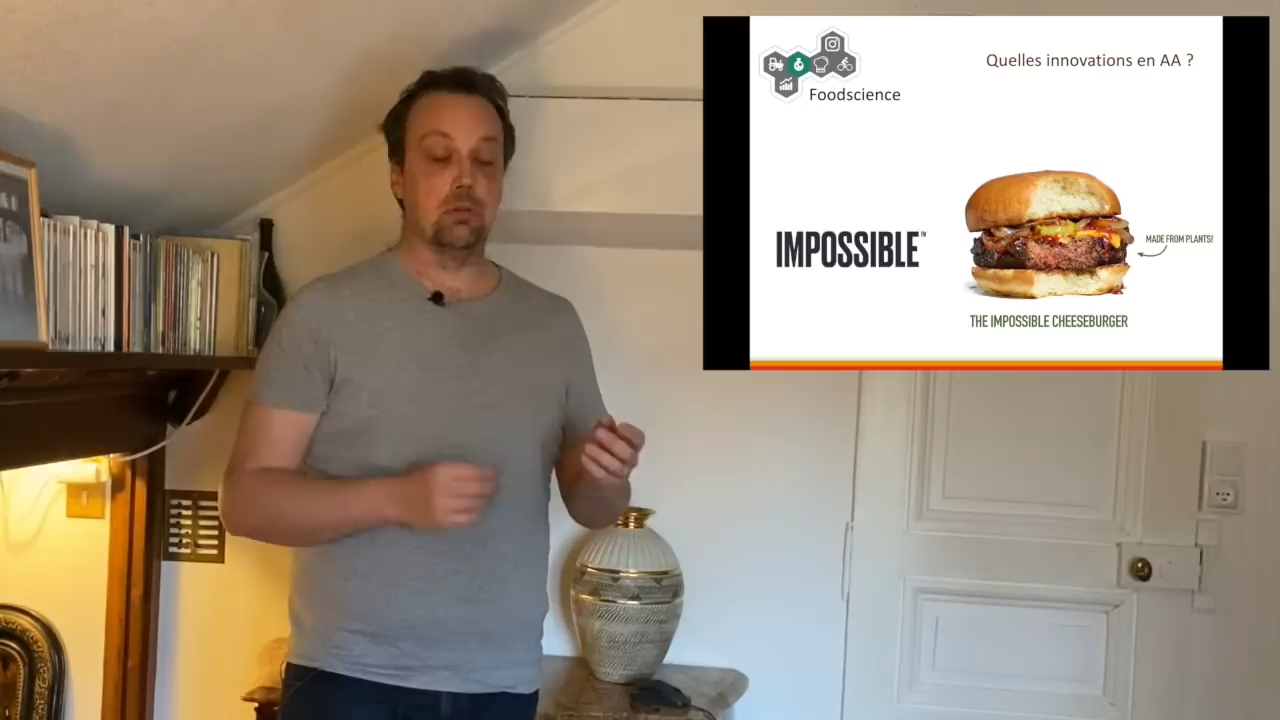 Quelles innovations en AA ?
Foodscience
IMPOSSIBLE™
MADE FROM PLANTS!
THE IMPOSSIBLE CHEESEBURGER